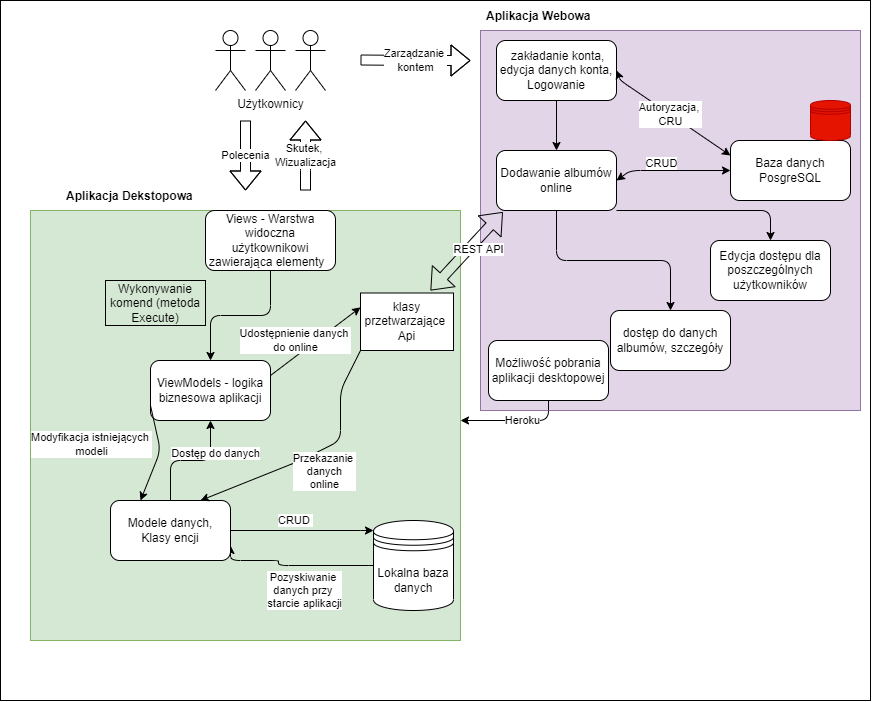 Aplikacja Webowa
Zarządzanie
kontem
zakładanie konta,
edycja danych konta,
Logowanie
Użytkownicy
Autoryzacja,
CRU
Polecenia
Skutek,
Wizualizacja
Dodawanie albumów
online
CRUD
Baza danych
PosgreSQL
Aplikacja Dekstopowa
Views - Warstwa
widoczna
użytkownikowi
zawierająca elementy
REST API
Edycja dostępu dla
poszczególnych
użytkowników
Wykonywanie
komend (metoda
Execute)
klasy
przetwarzające
Api
Udostępnienie danych
do online
dostęp do danych
albumów, szczegóły
ViewModels - logika
biznesowa aplikacji
Możliwość pobrania
aplikacji desktopowej
Heroku
Modyfikacja istniejących
modeli
Dostęp do danych
Przekazanie
danych
online
Modele danych,
Klasy encji
CRUD
Lokalna baza
danych
Pozyskiwanie
danych przy
starcie aplikacji